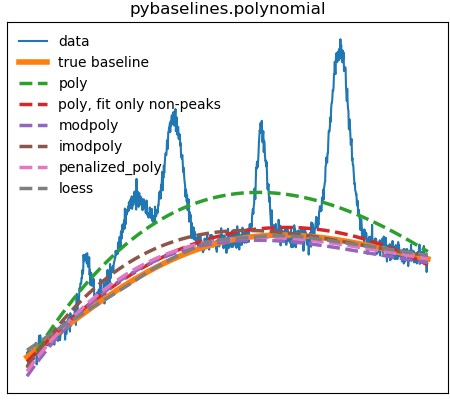 pybaselines.polynomial
data
true baseline
poly
poly, fit only non-peaks
modpoly
imodpoly
penalized_poly
loess